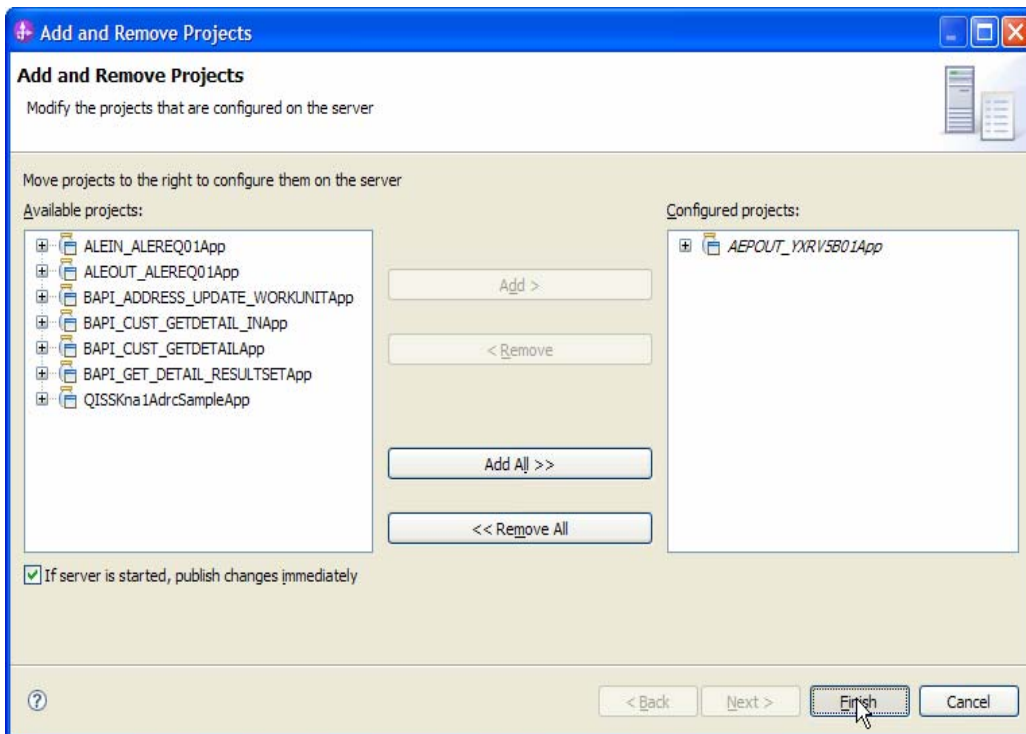 Add and Remove Projects
Add and Remove Projects
Modify the projects that are configured on the server
Move projects to the right to configure them on the server
Available projects:
ALEIN_ALEREQ01App
ALEOUT_ALEREQ01App
BAPI_ADDRESS_UPDATE_WORKUNITApp
BAPI_CUST_GETDETAIL_INApp
BAPI_CUST_GETDETAILApp
BAPI_GET_DETAIL_RESULTSETApp
QISSKna1AdrcSampleApp
Add >
< Remove
Add All >>
<< Remove All
Configured projects:
AEPOUT_YXRV5B01App
If server is started, publish changes immediately
?
< Back
Next >
Finish
Cancel